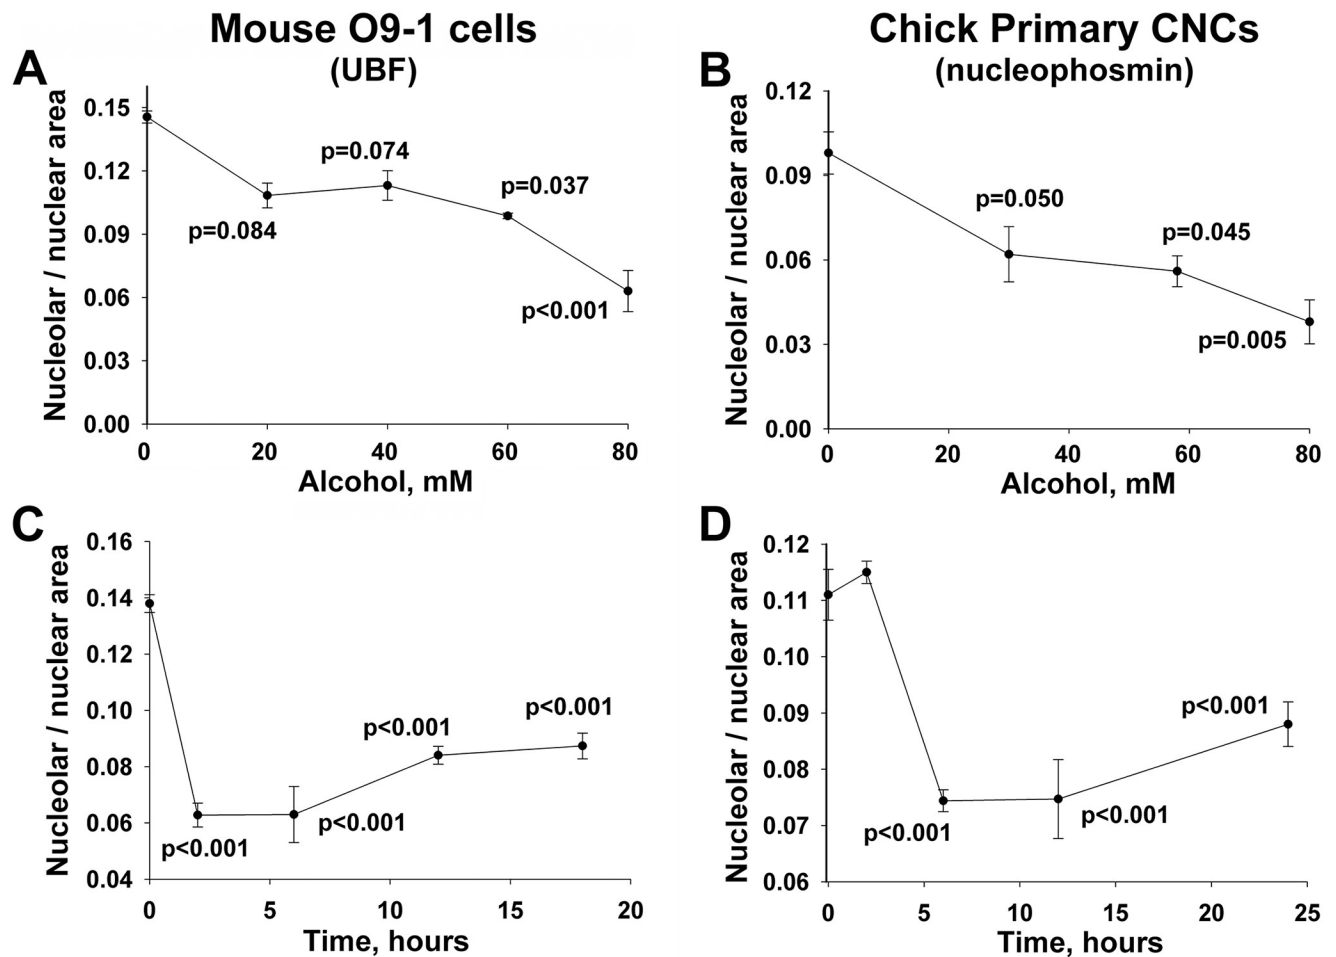 Mouse O9-1 cells
(UBF)
Chick Primary CNCs
(nucleophosmin)
A
Nucleolar / nuclear area
0.15
0.12
0.09
0.06
0.03
0.00
p=0.084
p=0.074
p=0.037
p<0.001
0 20 40 60 80
Alcohol, mM
B
Nucleolar / nuclear area
0.12
0.09
0.06
0.03
0.00
p=0.050
p=0.045
p=0.005
0 20 40 60 80
Alcohol, mM
C
Nucleolar / nuclear area
0.16
0.14
0.12
0.10
0.08
0.06
0.04
p<0.001
p<0.001
p<0.001
p<0.001
0 5 10 15 20
Time, hours
D
Nucleolar / nuclear area
0.12
0.11
0.10
0.09
0.08
0.07
0.06
p<0.001
p<0.001
p<0.001
0 5 10 15 20 25
Time, hours